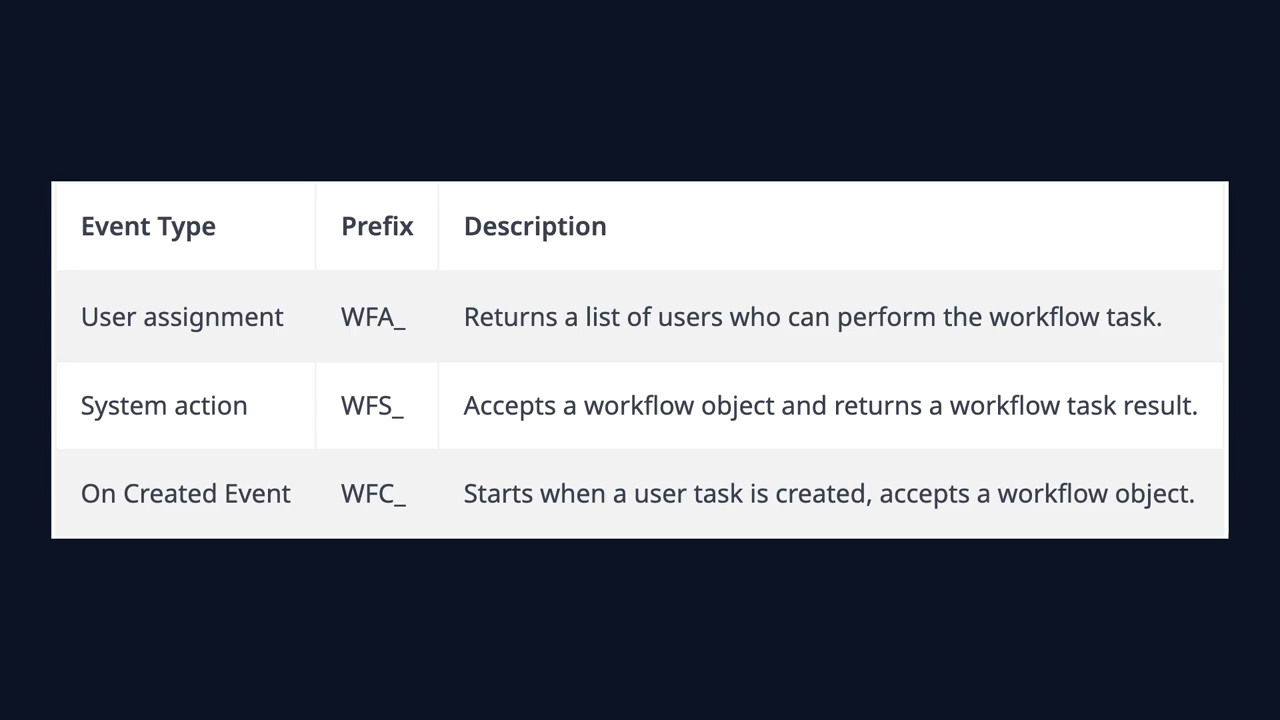 Event Type Prefix Description
User assignment WFA_ Returns a list of users who can perform the workflow task.
System action WFS_ Accepts a workflow object and returns a workflow task result.
On Created Event WFC_ Starts when a user task is created, accepts a workflow object.